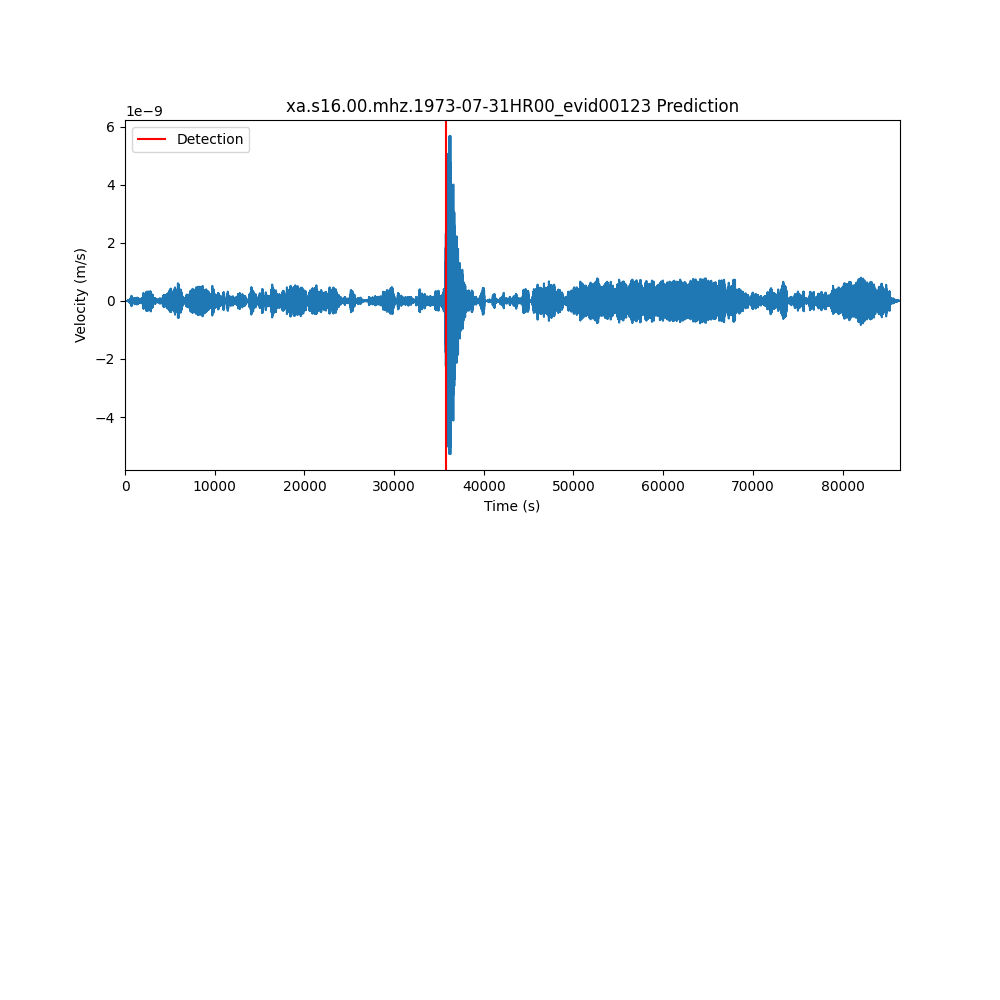 xa.s16.00.mhz.1973-07-31HR00_evid00123 Prediction
1e−9
Detection
6
4
2
0
−2
−4
Velocity (m/s)
0 10000 20000 30000 40000 50000 60000 70000 80000
Time (s)